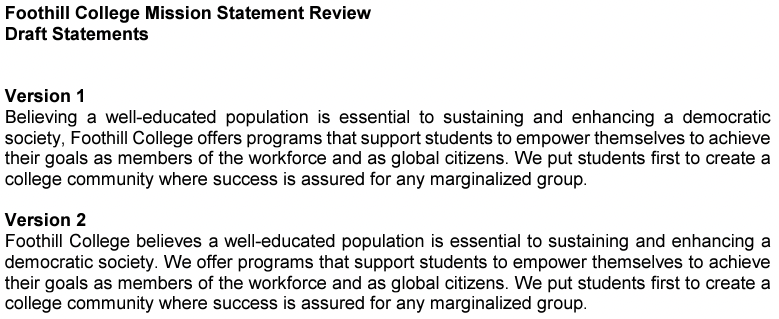 Foothill College Mission Statement Review
Draft Statements
Version 1
Believing a well-educated population is essential to sustaining and enhancing a democratic
society, Foothill College offers programs that support students to empower themselves to achieve
their goals as members of the workforce and as global citizens. We put students first to create a
college community where success is assured for any marginalized group.
Version 2
Foothill College believes a well-educated population is essential to sustaining and enhancing a
democratic society. We offer programs that support students to empower themselves to achieve
their goals as members of the workforce and as global citizens. We put students first to create a
college community where success is assured for any marginalized group.